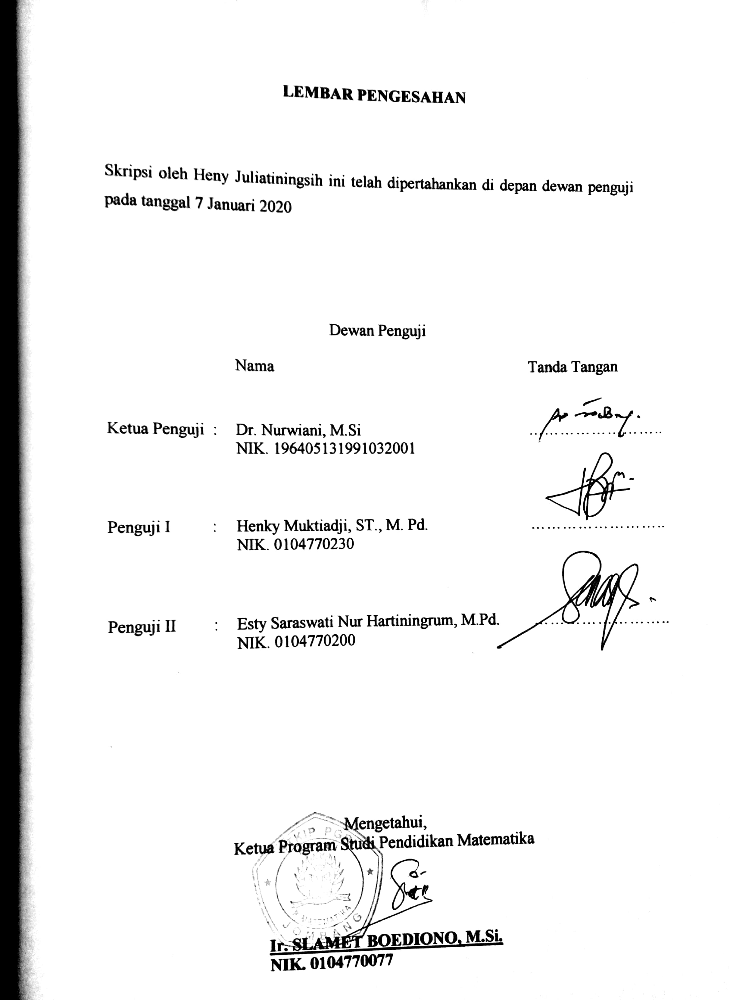 LEMBAR PENGESAHAN
Skripsi oleh Heny Juliatiningsih ini telah dipertahankan di depan dewan penguji
pada tanggal 7 Januari 2020
Dewan Penguji
Nama Tanda Tangan
Ketua Penguji : Dr. Nurwiani, M.Si
NIK. 196405131991032001
Penguji I : Henky Muktiadji, ST., M. Pd.
NIK. 0104770230
Penguji II : Esty Saraswati Nur Hartiningrum, M.Pd.
NIK. 0104770200
Mengetahui,
Ketua Program Studi Pendidikan Matematika
MATEMATIKA
JOMBANG
Ir. SLAMET BOEDIONO, M.Si.
NIK. 0104770077